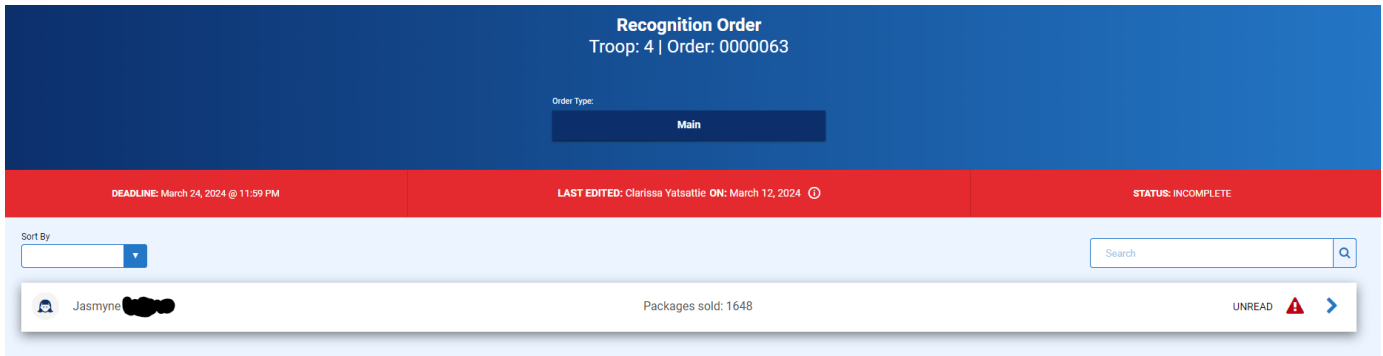 Recognition Order
Troop: 4 | Order: 0000063
Order Type:
Main
DEADLINE: March 24, 2024 @ 11:59 PM
LAST EDITED: Clarissa Yatsattie ON: March 12, 2024
STATUS: INCOMPLETE
Sort By
Search
Jasmyne
Packages sold: 1648
UNREAD